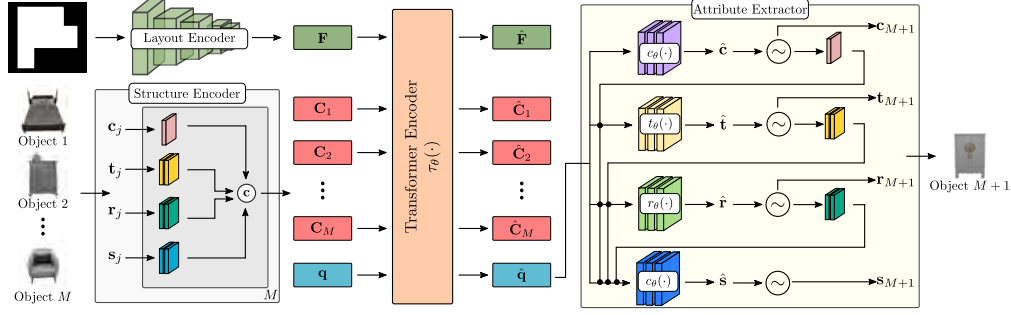 Layout Encoder
F
F̂
Attribute Extractor
Structure Encoder
Object 1
Object 2
Object M
c_j
t_j
r_j
s_j
c
M
C_1
C_2
C_M
q
Transformer Encoder
τ_θ(·)
Ĉ_1
Ĉ_2
Ĉ_M
q̂
c_θ(·)
ĉ
~
c_{M+1}
t_θ(·)
t̂
~
t_{M+1}
r_θ(·)
r̂
~
r_{M+1}
c_θ(·)
ŝ
~
s_{M+1}
Object M + 1